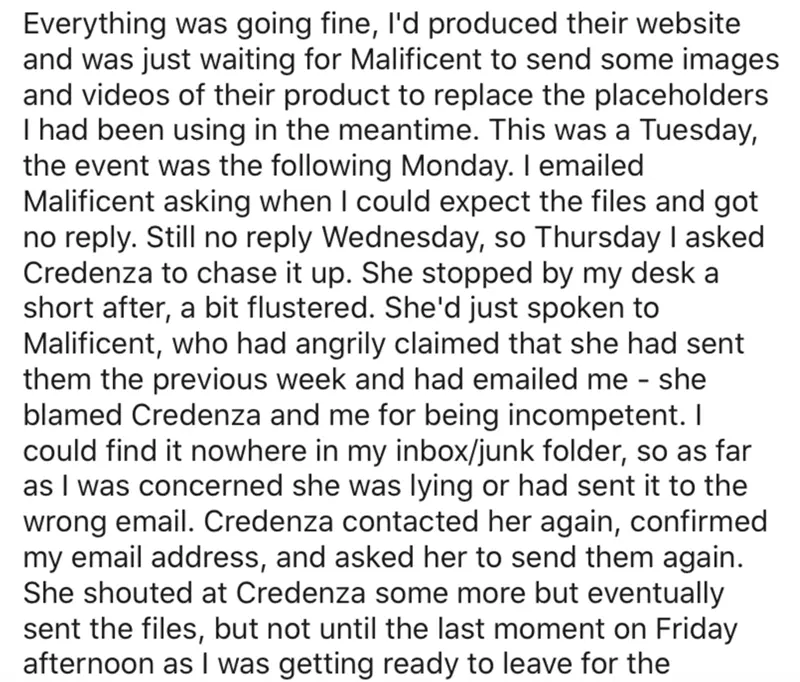 Everything was going fine, I'd produced their website
and was just waiting for Malificent to send some images
and videos of their product to replace the placeholders
I had been using in the meantime. This was a Tuesday,
the event was the following Monday. I emailed
Malificent asking when I could expect the files and got
no reply. Still no reply Wednesday, so Thursday I asked
Credenza to chase it up. She stopped by my desk a
short after, a bit flustered. She'd just spoken to
Malificent, who had angrily claimed that she had sent
them the previous week and had emailed me - she
blamed Credenza and me for being incompetent. I
could find it nowhere in my inbox/junk folder, so as far
as I was concerned she was lying or had sent it to the
wrong email. Credenza contacted her again, confirmed
my email address, and asked her to send them again.
She shouted at Credenza some more but eventually
sent the files, but not until the last moment on Friday
afternoon as I was getting ready to leave for the